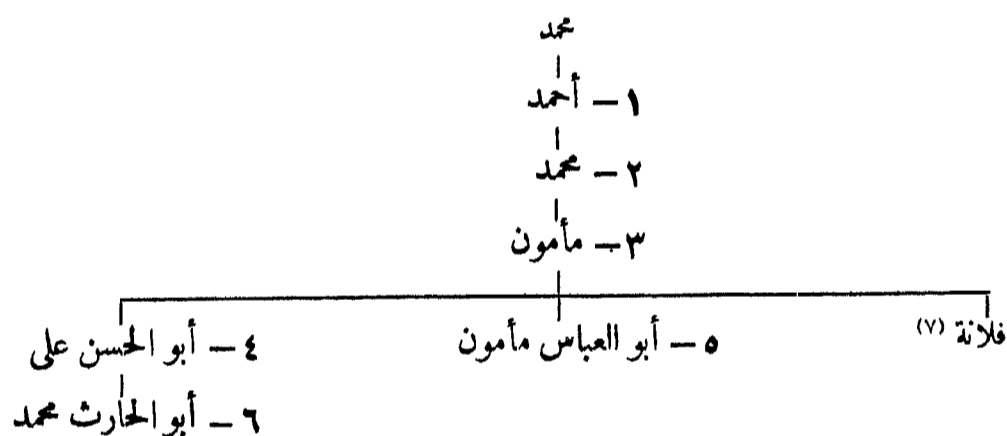 محمد
١ – أحمد
٢ – محمد
٣ – مأمون
فلانة (٧) ٥ – أبو العباس مأمون ٤ – أبو الحسن على
٦ – أبو الحارث محمد